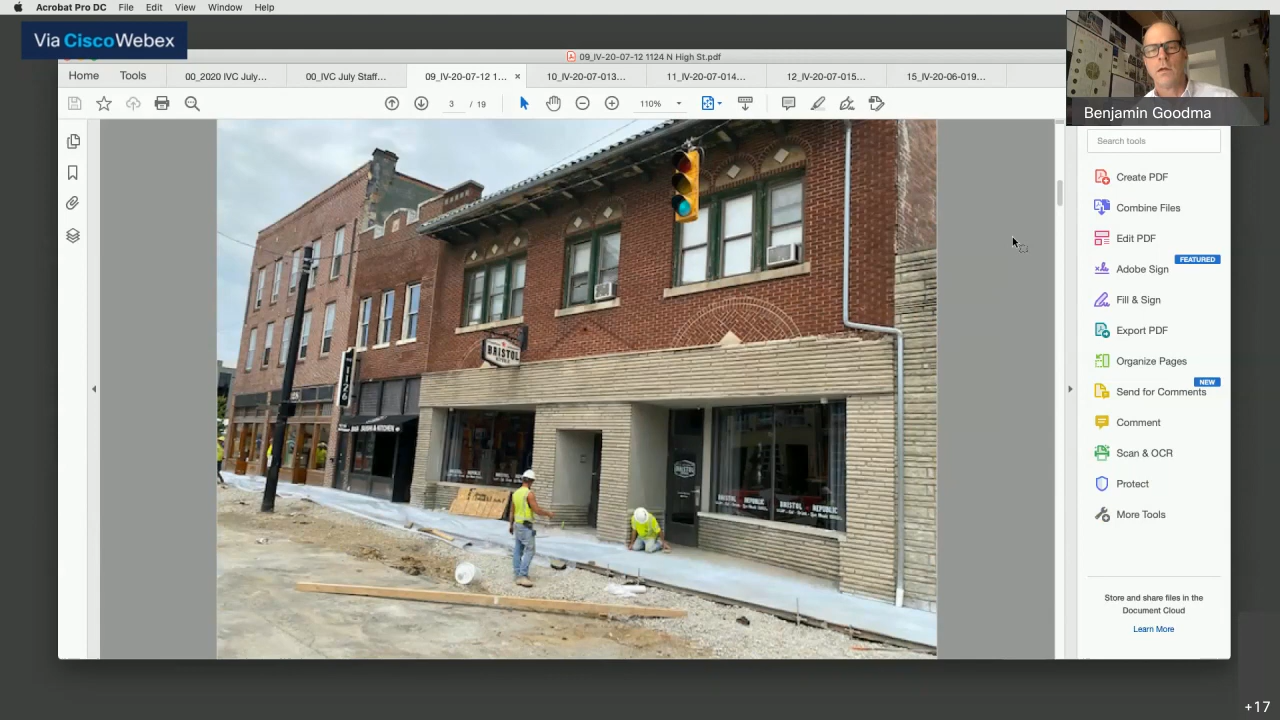 Acrobat Pro DC File Edit View Window Help
Via Cisco Webex
09_IV-20-07-12 1124 N High St.pdf
Home Tools 00_2020 IVC July... 00_IVC July Staff... 09_IV-20-07-12 1... × 10_IV-20-07-013... 11_IV-20-07-014... 12_IV-20-07-015... 15_IV-20-06-019...
3 / 19 110%
Benjamin Goodma
Search tools
Create PDF
Combine Files
Edit PDF
FEATURED
Adobe Sign
Fill & Sign
Export PDF
Organize Pages
NEW
Send for Comments
Comment
Scan & OCR
Protect
More Tools
Store and share files in the
Document Cloud
Learn More
BRISTOL
REPUBLIC
1126
BRISTOL
BRISTOL REPUBLIC
BRISTOL REPUBLIC
+17